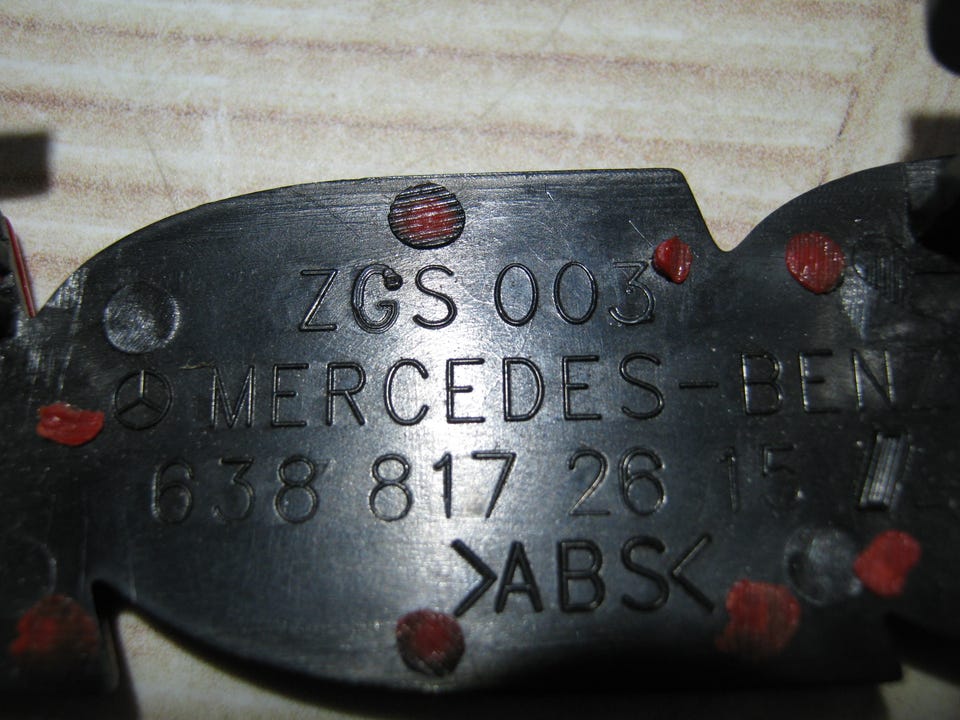 ZGS 003
MERCEDES-BEN
638 817 26 15
>ABS<